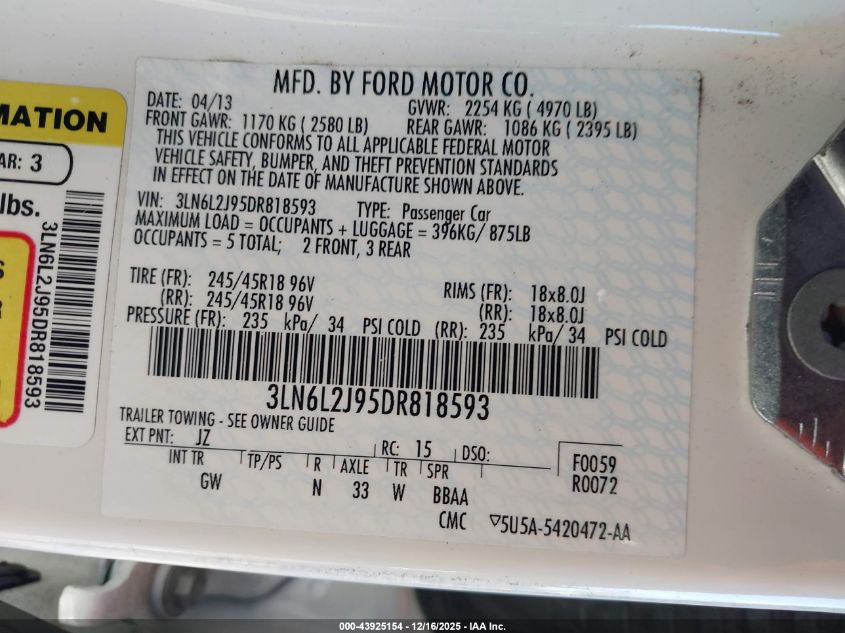 MATION
AR: 3
lbs.
S
R
3LN6L2J95DR818593
MFD. BY FORD MOTOR CO.
DATE: 04/13 GVWR: 2254 KG ( 4970 LB)
FRONT GAWR: 1170 KG ( 2580 LB) REAR GAWR: 1086 KG ( 2395 LB)
THIS VEHICLE CONFORMS TO ALL APPLICABLE FEDERAL MOTOR
VEHICLE SAFETY, BUMPER, AND THEFT PREVENTION STANDARDS
IN EFFECT ON THE DATE OF MANUFACTURE SHOWN ABOVE.
VIN: 3LN6L2J95DR818593 TYPE: Passenger Car
MAXIMUM LOAD = OCCUPANTS + LUGGAGE = 396KG/ 875LB
OCCUPANTS = 5 TOTAL; 2 FRONT, 3 REAR
TIRE (FR): 245/45R18 96V RIMS (FR): 18x8.0J
(RR): 245/45R18 96V (RR): 18x8.0J
PRESSURE (FR): 235 kPa/ 34 PSI COLD (RR): 235 kPa/ 34 PSI COLD
3LN6L2J95DR818593
TRAILER TOWING - SEE OWNER GUIDE
EXT PNT: JZ RC: 15 DSO: F0059
INT TR TP/PS R AXLE TR SPR R0072
GW N 33 W BBAA
CMC ▽5U5A-5420472-AA
000-43925154 - 12/16/2025 - IAA Inc.